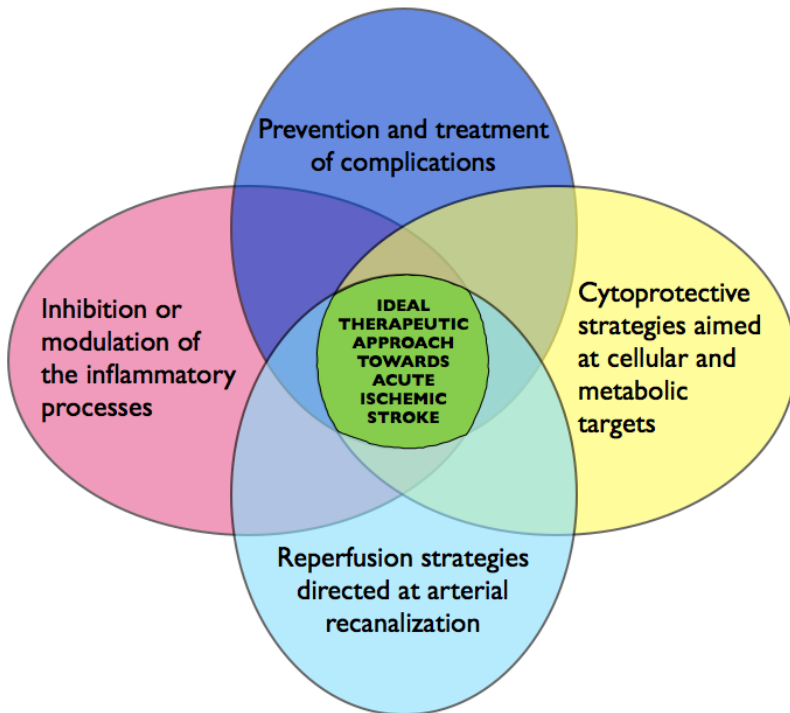 Prevention and treatment
of complications
Inhibition or
modulation of
the inflammatory
processes
IDEAL
THERAPEUTIC
APPROACH
TOWARDS
ACUTE
ISCHEMIC
STROKE
Cytoprotective
strategies aimed
at cellular and
metabolic
targets
Reperfusion strategies
directed at arterial
recanalization